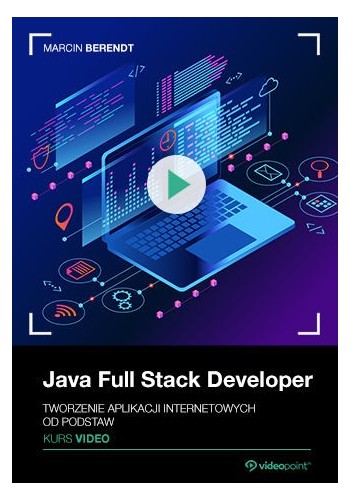 MARCIN BERENDT
Java Full Stack Developer
TWORZENIE APLIKACJI INTERNETOWYCH
OD PODSTAW
KURS VIDEO
videopoint